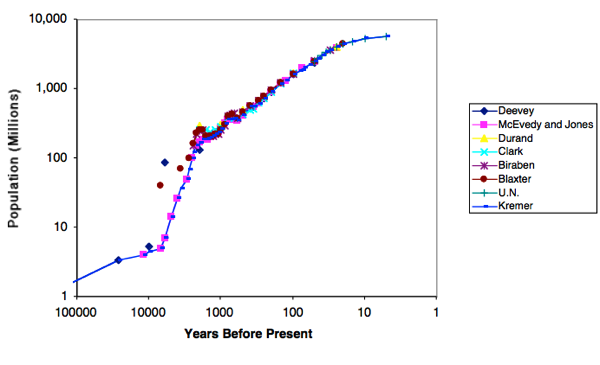 10,000
1,000
100
10
1
Population (Millions)
100000 10000 1000 100 10 1
Years Before Present
Deevey
McEvedy and Jones
Durand
Clark
Biraben
Blaxter
U.N.
Kremer